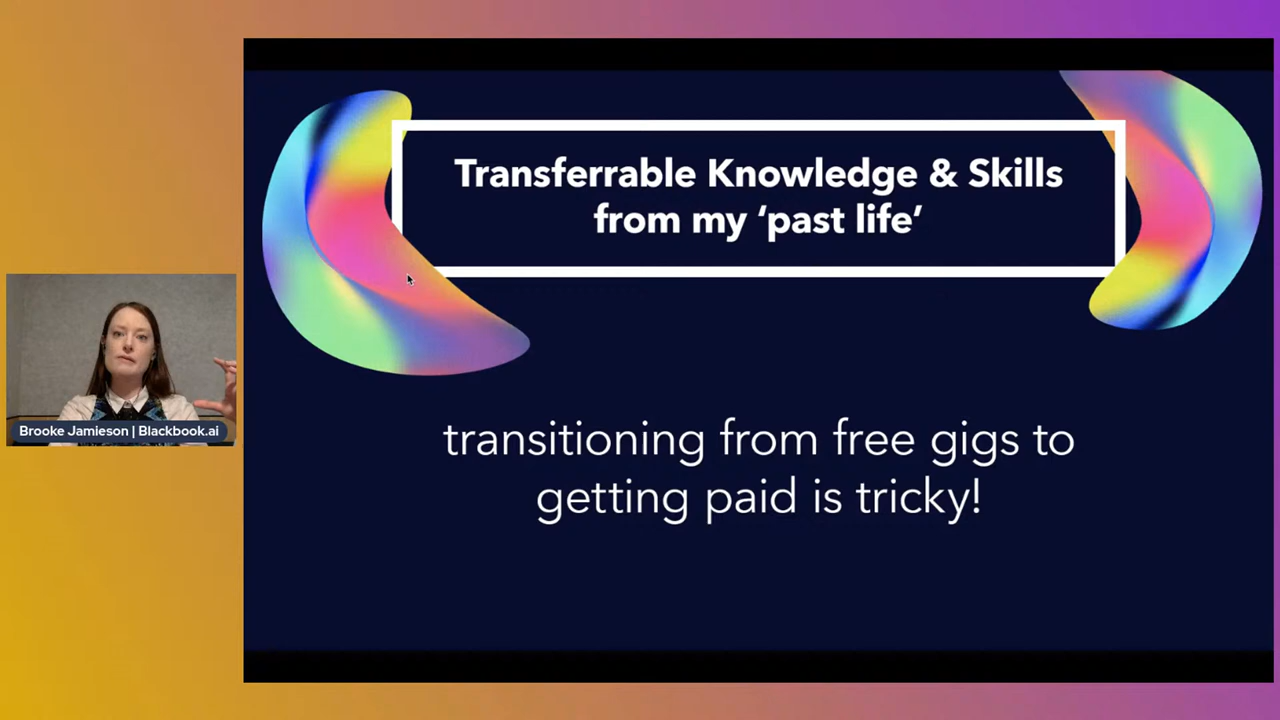 Transferrable Knowledge & Skills
from my ‘past life’
transitioning from free gigs to
getting paid is tricky!
Brooke Jamieson | Blackbook.ai